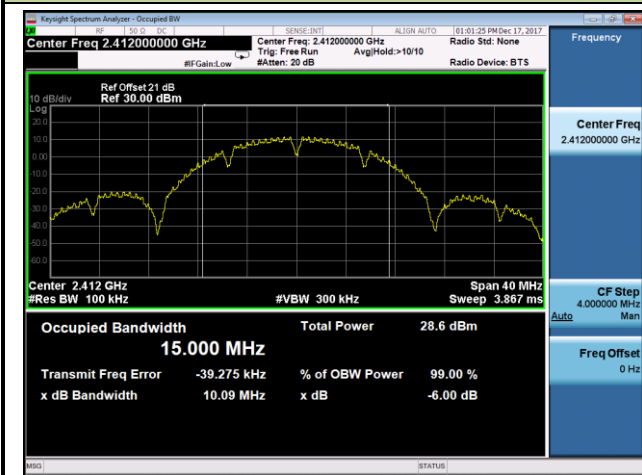 Keysight Spectrum Analyzer - Occupied BW
RF 50 Ω DC SENSE:INT ALIGN AUTO 01:01:25 PM Dec 17, 2017
Center Freq 2.412000000 GHz Center Freq: 2.412000000 GHz Radio Std: None Frequency
Trig: Free Run Avg|Hold:>10/10
#IFGain:Low #Atten: 20 dB Radio Device: BTS
Ref Offset 21 dB
10 dB/div Ref 30.00 dBm
Log
20.0
10.0
0.00
-10.0
-20.0
-30.0
-40.0
-50.0
-60.0
Center Freq
2.412000000 GHz
Center 2.412 GHz Span 40 MHz
#Res BW 100 kHz #VBW 300 kHz Sweep 3.867 ms
CF Step
4.000000 MHz
Auto Man
Occupied Bandwidth Total Power 28.6 dBm
15.000 MHz
Freq Offset
0 Hz
Transmit Freq Error -39.275 kHz % of OBW Power 99.00 %
x dB Bandwidth 10.09 MHz x dB -6.00 dB
MSG STATUS